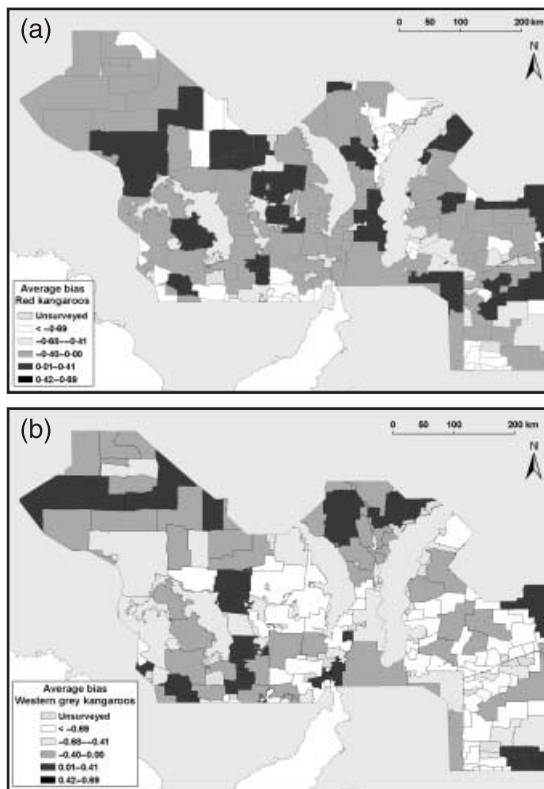 (a)
0 50 100 200 km
N
Average bias
Red kangaroos
Unsurveyed
< –0·69
–0·68–-0·41
–0·40–0·00
0·01–0·41
0·42–0·69
(b)
0 50 100 200 km
N
Average bias
Western grey kangaroos
Unsurveyed
< –0·69
–0·68–-0·41
–0·40–0·00
0·01–0·41
0·42–0·69